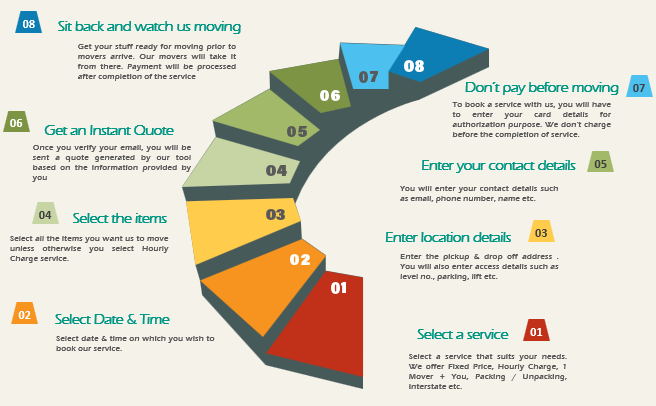 08
Sit back and watch us moving
Get your stuff ready for moving prior to
movers arrive. Our movers will take it
from there. Payment will be processed
after completion of the service
06
Get an Instant Quote
Once you verify your email, you will be
sent a quote generated by our tool
based on the information provided by
you
04
Select the items
Select all the items you want us to move
unless otherwise you select Hourly
Charge service.
02
Select Date & Time
Select date & time on which you wish to
book our service.
08
07
06
05
04
03
02
01
Don´t pay before moving
07
To book a service with us, you will have
to enter your card details for
authorization purpose. We don't charge
before the completion of service.
Enter your contact details
05
You will enter your contact details such
as email, phone number, name etc.
Enter location details
03
Enter the pickup & drop off address .
You will also enter access details such as
level no., parking, lift etc.
Select a service
01
Select a service that suits your needs.
We offer Fixed Price, Hourly Charge, 1
Mover + You, Packing / Unpacking,
Interstate etc.